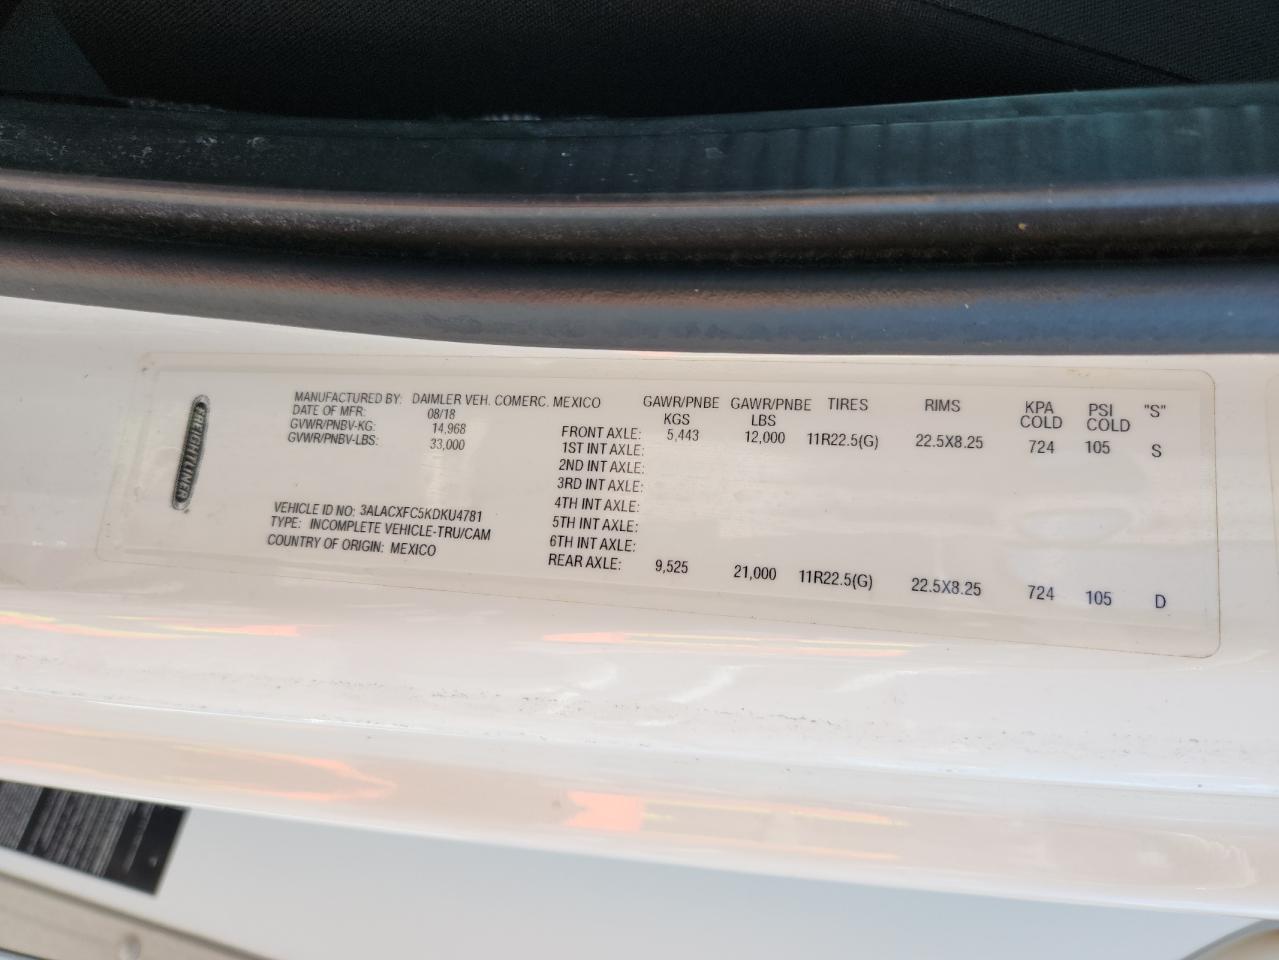 FREIGHTLINER
MANUFACTURED BY: DAIMLER VEH. COMERC. MEXICO
DATE OF MFR: 08/18
GVWR/PNBV-KG: 14,968
GVWR/PNBV-LBS: 33,000
VEHICLE ID NO: 3ALACXFC5KDKU4781
TYPE: INCOMPLETE VEHICLE-TRU/CAM
COUNTRY OF ORIGIN: MEXICO
GAWR/PNBE KGS GAWR/PNBE LBS TIRES RIMS KPA COLD PSI COLD "S"
FRONT AXLE: 5,443 12,000 11R22.5(G) 22.5X8.25 724 105 S
1ST INT AXLE:
2ND INT AXLE:
3RD INT AXLE:
4TH INT AXLE:
5TH INT AXLE:
6TH INT AXLE:
REAR AXLE: 9,525 21,000 11R22.5(G) 22.5X8.25 724 105 D